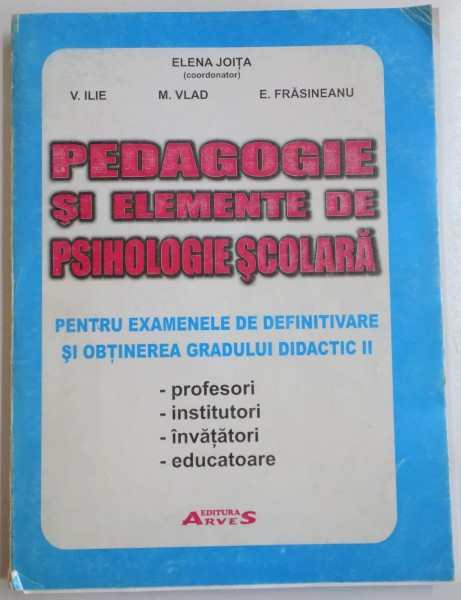 ELENA JOIȚA
(coordonator)
V. ILIE M. VLAD E. FRĂSINEANU
PEDAGOGIE
ȘI ELEMENTE DE
PSIHOLOGIE ȘCOLARĂ
PENTRU EXAMENELE DE DEFINITIVARE
ȘI OBȚINEREA GRADULUI DIDACTIC II
- profesori
- institutori
- învățători
- educatoare
EDITURA
ARVES